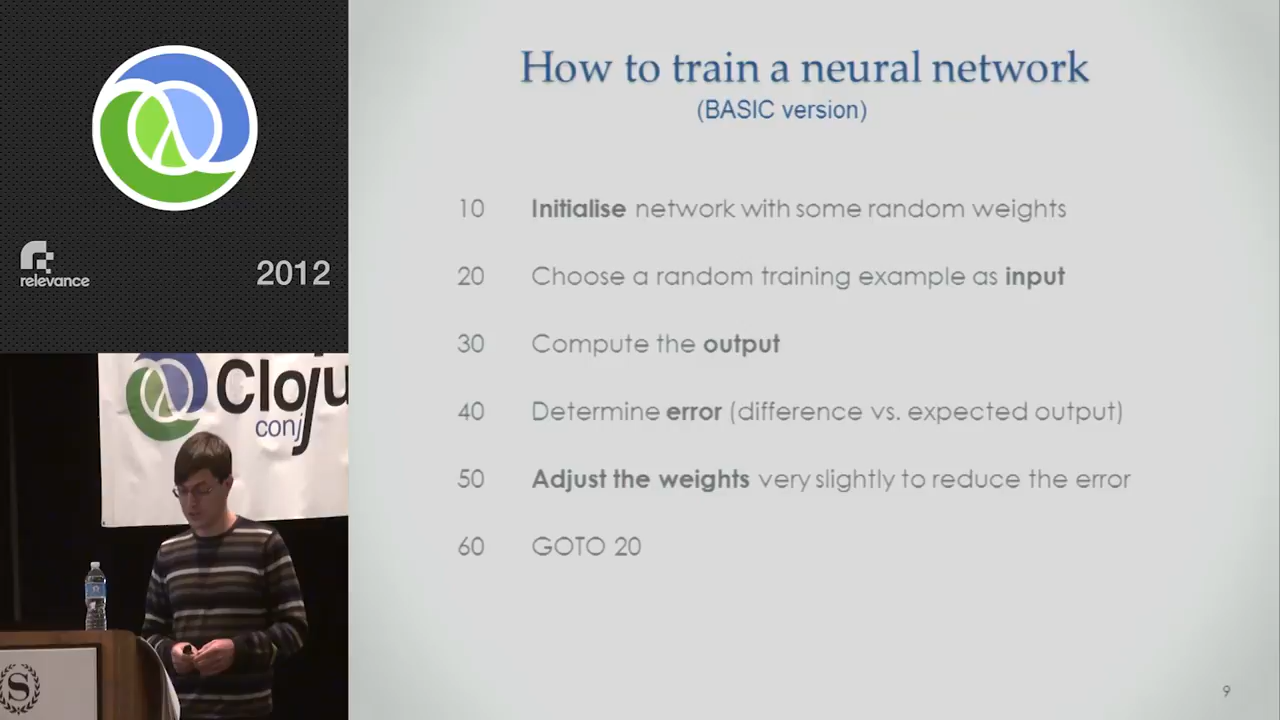 How to train a neural network
(BASIC version)
10 Initialise network with some random weights
20 Choose a random training example as input
30 Compute the output
40 Determine error (difference vs. expected output)
50 Adjust the weights very slightly to reduce the error
60 GOTO 20
9
relevance
2012
Cloju
conj
S